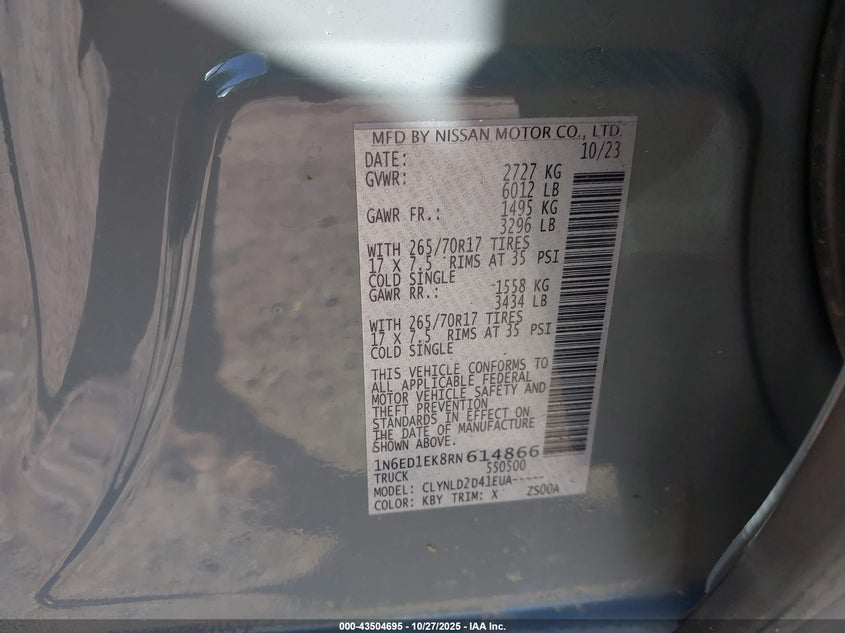 MFD BY NISSAN MOTOR CO., LTD.
DATE: 10/23
GVWR: 2727 KG
6012 LB
GAWR FR.: 1495 KG
3296 LB
WITH 265/70R17 TIRES
17 X 7.5 RIMS AT 35 PSI
COLD SINGLE
GAWR RR.: 1558 KG
3434 LB
WITH 265/70R17 TIRES
17 X 7.5 RIMS AT 35 PSI
COLD SINGLE
THIS VEHICLE CONFORMS TO
ALL APPLICABLE FEDERAL
MOTOR VEHICLE SAFETY AND
THEFT PREVENTION
STANDARDS IN EFFECT ON
THE DATE OF MANUFACTURE
SHOWN ABOVE.
1N6ED1EK8RN614866
TRUCK 550500
MODEL: CLYNLD2D41EUA-----
COLOR: KBY TRIM: X ZS00A
000-43504695 - 10/27/2025 - IAA Inc.